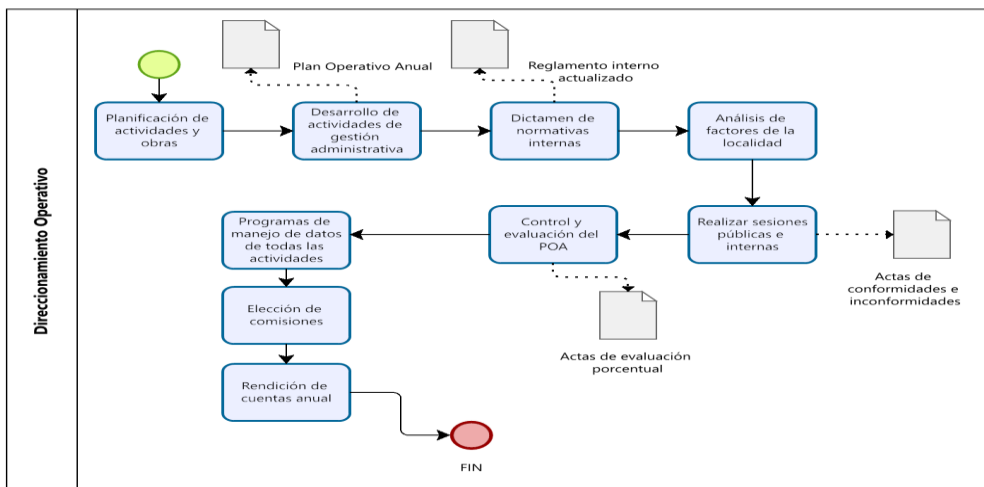 Direccionamiento Operativo
Plan Operativo Anual
Reglamento interno
actualizado
Planificación de
actividades y
obras
Desarrollo de
actividades de
gestión
administrativa
Dictamen de
normativas
internas
Análisis de
factores de la
localidad
Realizar sesiones
públicas e
internas
Actas de
conformidades e
inconformidades
Control y
evaluación del
POA
Actas de evaluación
porcentual
Programas de
manejo de datos
de todas las
actividades
Elección de
comisiones
Rendición de
cuentas anual
FIN